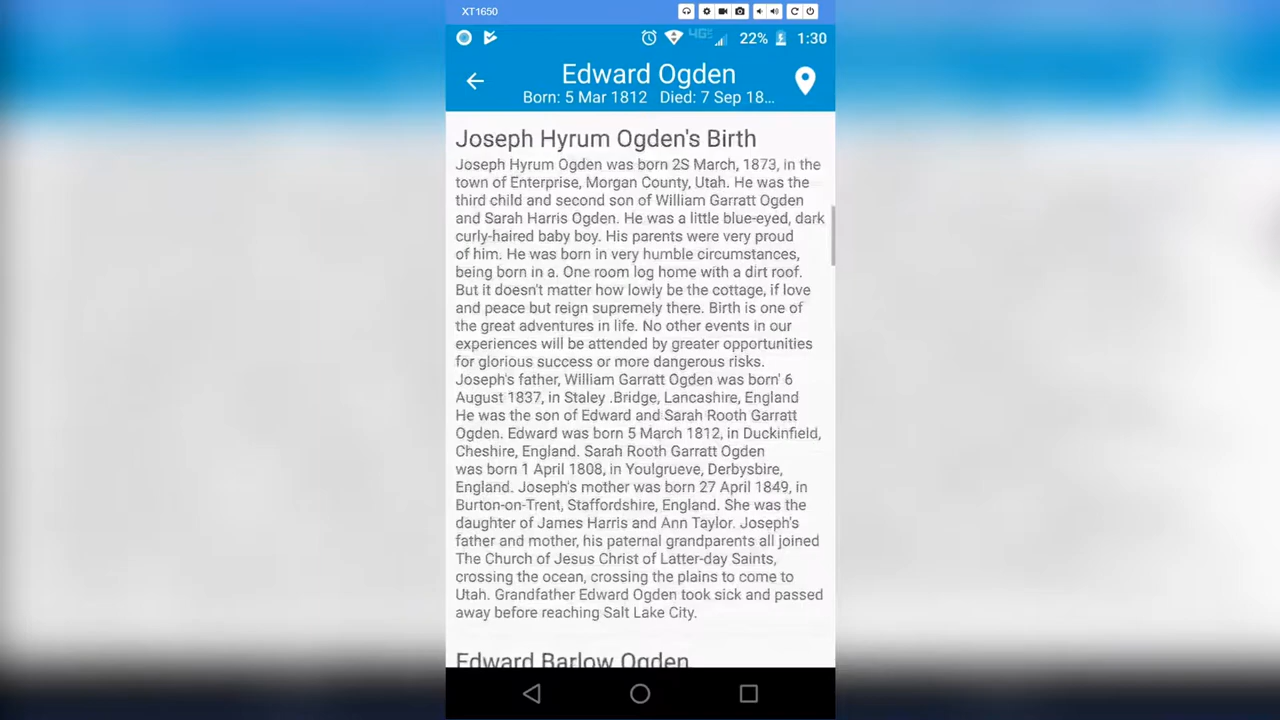 XT1650
4G
22%
1:30
Edward Ogden
Born: 5 Mar 1812 Died: 7 Sep 18...
Joseph Hyrum Ogden's Birth
Joseph Hyrum Ogden was born 2S March, 1873, in the
town of Enterprise, Morgan County, Utah. He was the
third child and second son of William Garratt Ogden
and Sarah Harris Ogden. He was a little blue-eyed, dark
curly-haired baby boy. His parents were very proud
of him. He was born in very humble circumstances,
being born in a. One room log home with a dirt roof.
But it doesn't matter how lowly be the cottage, if love
and peace but reign supremely there. Birth is one of
the great adventures in life. No other events in our
experiences will be attended by greater opportunities
for glorious success or more dangerous risks.
Joseph's father, William Garratt Ogden was born' 6
August 1837, in Staley .Bridge, Lancashire, England
He was the son of Edward and Sarah Rooth Garratt
Ogden. Edward was born 5 March 1812, in Duckinfield,
Cheshire, England. Sarah Rooth Garratt Ogden
was born 1 April 1808, in Youlgrueve, Derbysbire,
England. Joseph's mother was born 27 April 1849, in
Burton-on-Trent, Staffordshire, England. She was the
daughter of James Harris and Ann Taylor. Joseph's
father and mother, his paternal grandparents all joined
The Church of Jesus Christ of Latter-day Saints,
crossing the ocean, crossing the plains to come to
Utah. Grandfather Edward Ogden took sick and passed
away before reaching Salt Lake City.
Edward Barlow Ogden